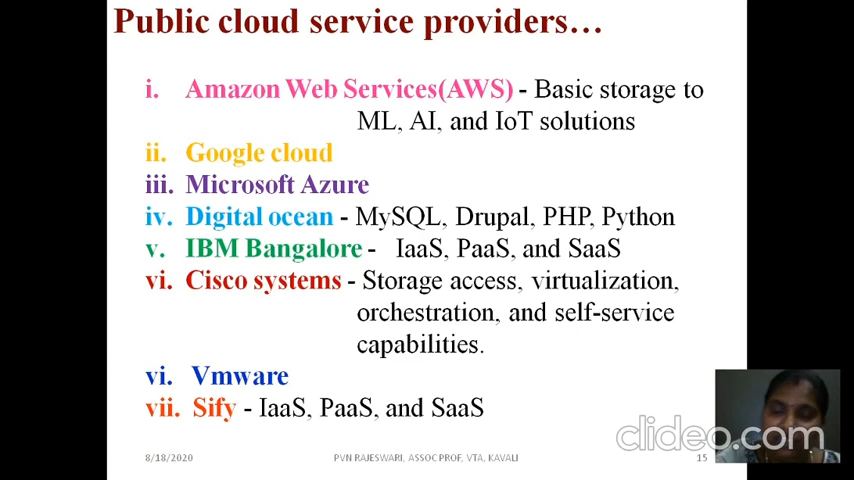 Public cloud service providers…
i. Amazon Web Services(AWS) - Basic storage to
ML, AI, and IoT solutions
ii. Google cloud
iii. Microsoft Azure
iv. Digital ocean - MySQL, Drupal, PHP, Python
v. IBM Bangalore - IaaS, PaaS, and SaaS
vi. Cisco systems - Storage access, virtualization,
orchestration, and self-service
capabilities.
vi. Vmware
vii. Sify - IaaS, PaaS, and SaaS
clideo.com
8/18/2020 PVN RAJESWARI, ASSOC PROF, VTA, KAVALI 15